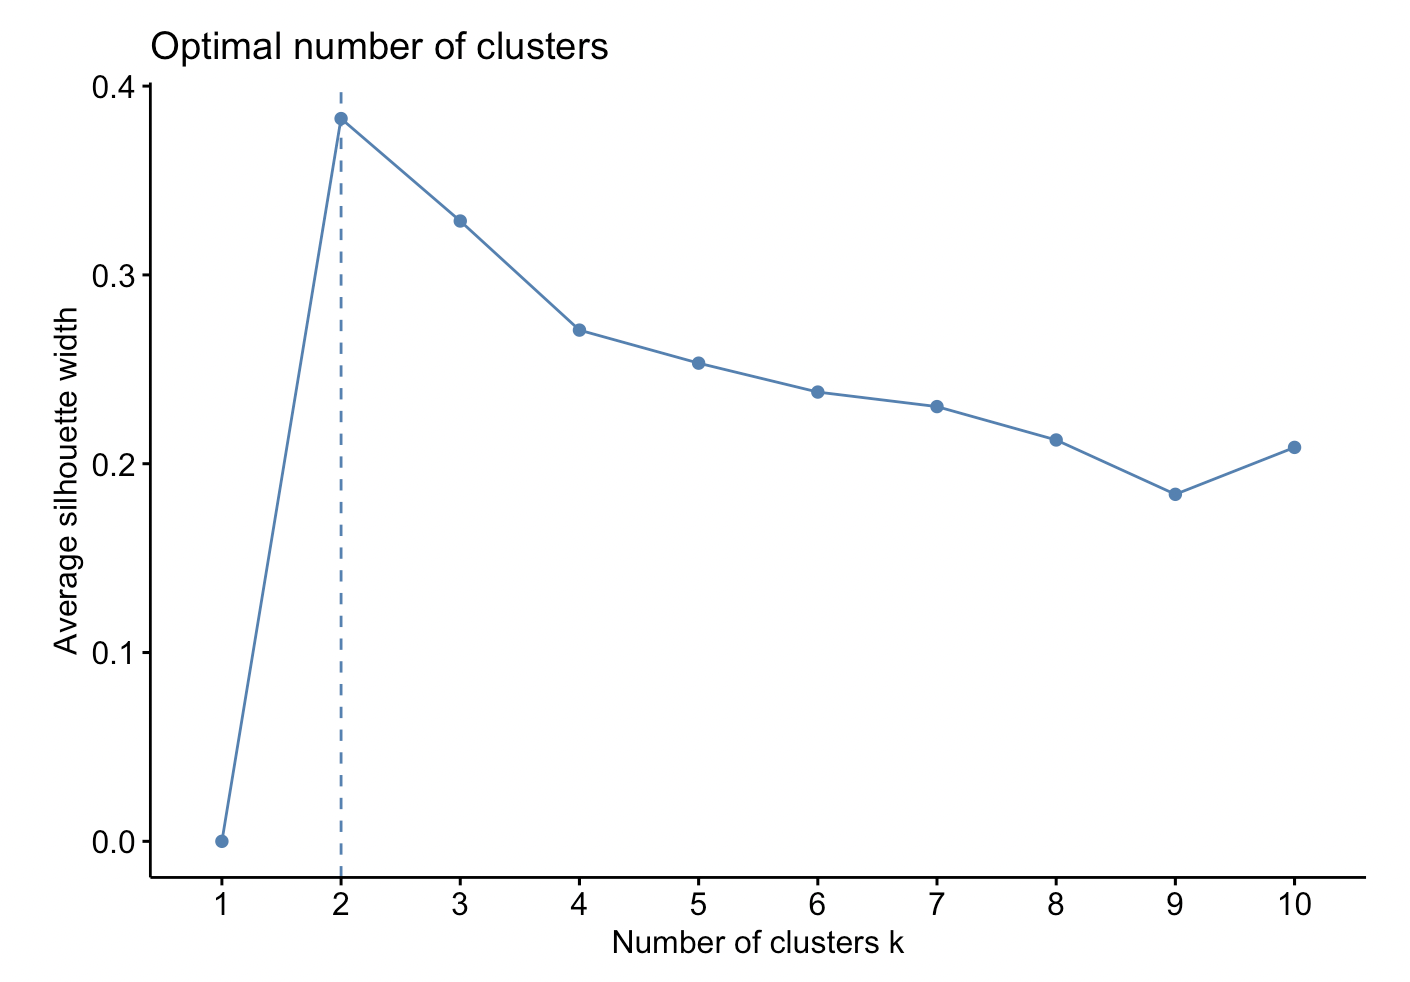 Optimal number of clusters
0.4
0.3
0.2
0.1
0.0
Average silhouette width
1 2 3 4 5 6 7 8 9 10
Number of clusters k